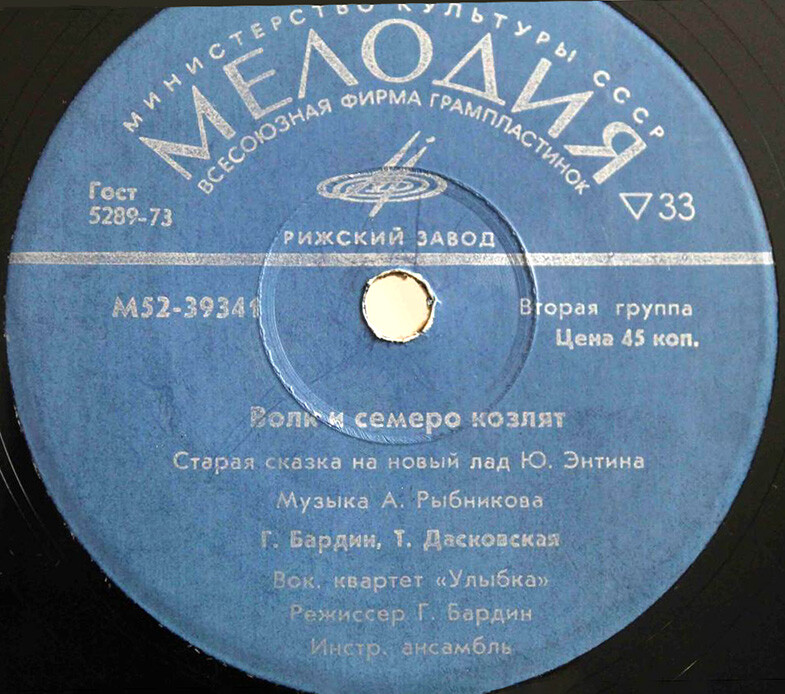 МИНИСТЕРСТВО КУЛЬТУРЫ СССР
МЕЛОДИЯ
ВСЕСОЮЗНАЯ ФИРМА ГРАМПЛАСТИНОК
Гост
5289-73
33
РИЖСКИЙ ЗАВОД
М52-39341
Вторая группа
Цена 45 коп.
Волк и семеро козлят
Старая сказка на новый лад Ю. Энтина
Музыка А. Рыбникова
Г. Бардин, Т. Дасковская
Вок. квартет «Улыбка»
Режиссер Г. Бардин
Инстр. ансамбль